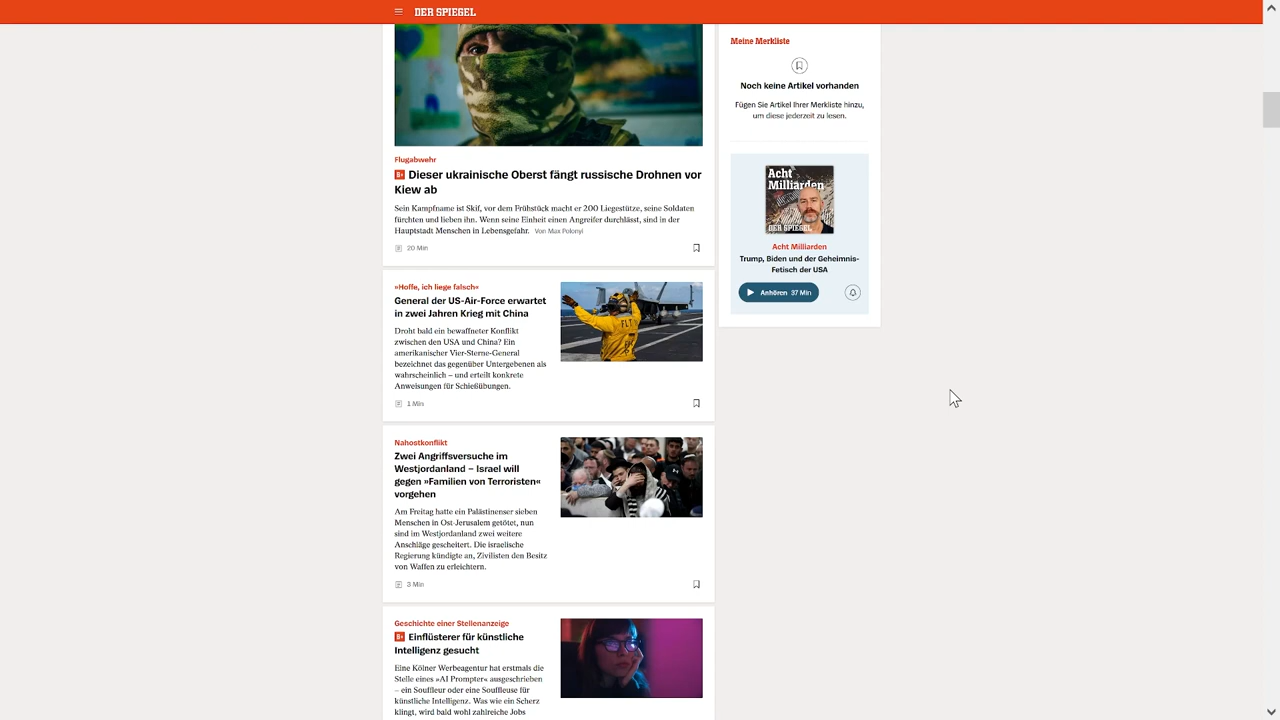 DER SPIEGEL
Flugabwehr
S+ Dieser ukrainische Oberst fängt russische Drohnen vor
Kiew ab
Sein Kampfname ist Skif, vor dem Frühstück macht er 200 Liegestütze, seine Soldaten
fürchten und lieben ihn. Wenn seine Einheit einen Angreifer durchlässt, sind in der
Hauptstadt Menschen in Lebensgefahr. Von Max Polonyi
20 Min
»Hoffe, ich liege falsch«
General der US-Air-Force erwartet
in zwei Jahren Krieg mit China
Droht bald ein bewaffneter Konflikt
zwischen den USA und China? Ein
amerikanischer Vier-Sterne-General
bezeichnet das gegenüber Untergebenen als
wahrscheinlich – und erteilt konkrete
Anweisungen für Schießübungen.
1 Min
FLT
Nahostkonflikt
Zwei Angriffsversuche im
Westjordanland – Israel will
gegen »Familien von Terroristen«
vorgehen
Am Freitag hatte ein Palästinenser sieben
Menschen in Ost-Jerusalem getötet, nun
sind im Westjordanland zwei weitere
Anschläge gescheitert. Die israelische
Regierung kündigte an, Zivilisten den Besitz
von Waffen zu erleichtern.
3 Min
Geschichte einer Stellenanzeige
S+ Einflüsterer für künstliche
Intelligenz gesucht
Eine Kölner Werbeagentur hat erstmals die
Stelle eines »AI Prompter« ausgeschrieben
– ein Souffleur oder eine Souffleuse für
künstliche Intelligenz. Was wie ein Scherz
klingt, wird bald wohl zahlreiche Jobs
Meine Merkliste
Noch keine Artikel vorhanden
Fügen Sie Artikel Ihrer Merkliste hinzu,
um diese jederzeit zu lesen.
Acht
Milliarden
DER SPIEGEL
Acht Milliarden
Trump, Biden und der Geheimnis-
Fetisch der USA
Anhören 37 Min